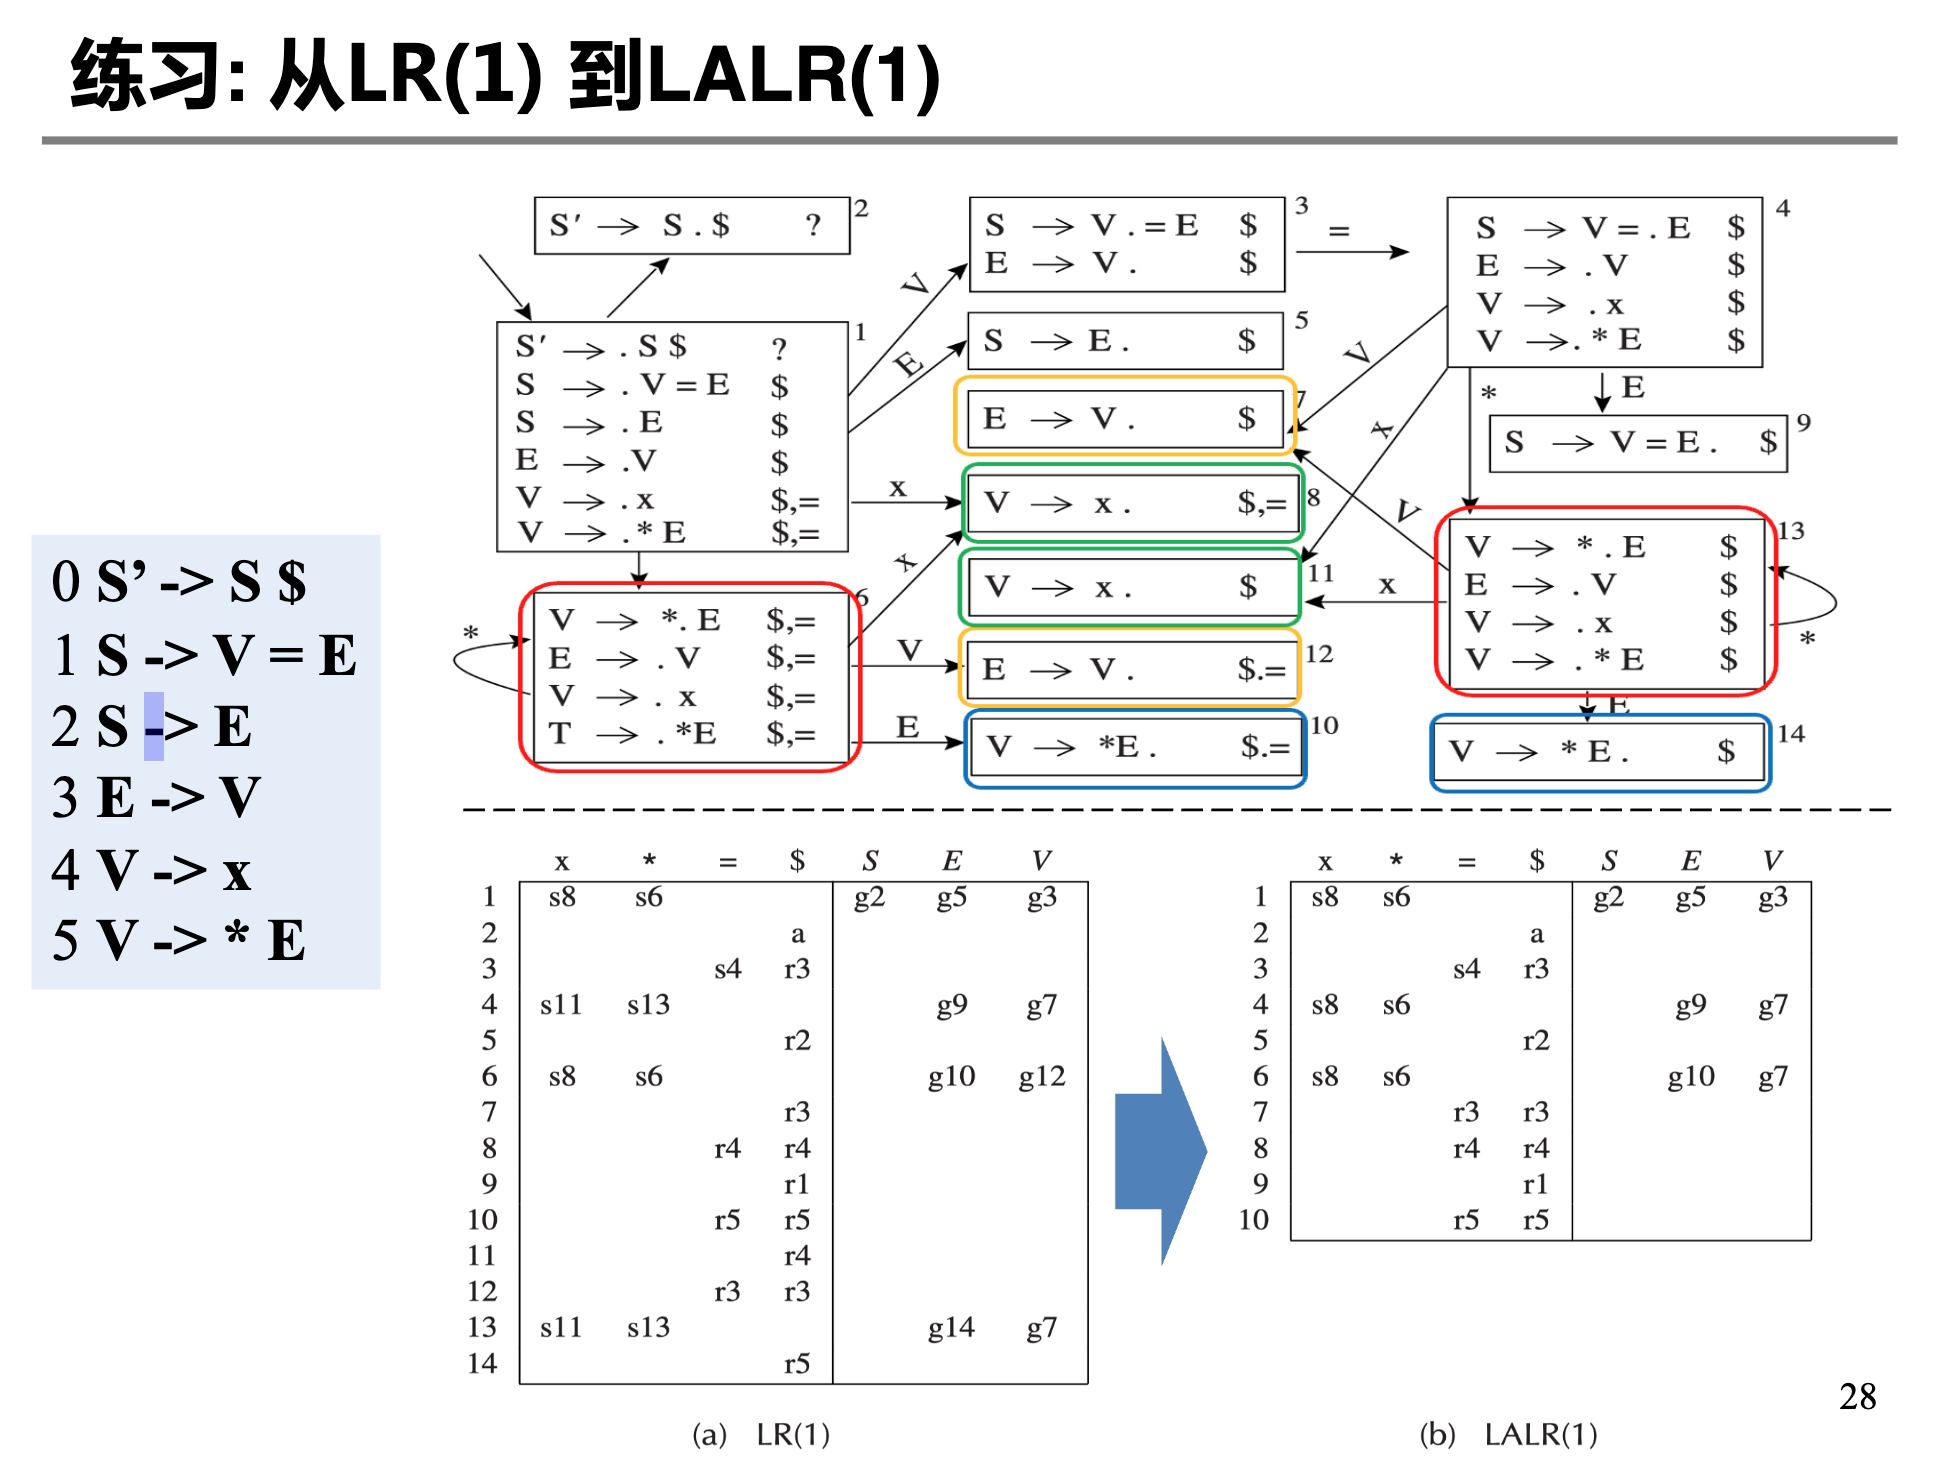 练习: 从LR(1) 到LALR(1)
0 S’ -> S $
1 S -> V = E
2 S -> E
3 E -> V
4 V -> x
5 V -> * E
S′ → S . $ ? 2
S′ → . S $ ? 1
S → . V = E $
S → . E $
E → .V $
V → . x $,=
V → .* E $,=
V → *. E $,= 6
E → . V $,=
V → . x $,=
T → . *E $,=
*
V
E
x
x
V
E
S → V . = E $ 3
E → V . $
S → E . $ 5
E → V . $ 7
V → x . $,= 8
V → x . $ 11
E → V . $.= 12
V → *E . $.= 10
=
S → V = . E $ 4
E → . V $
V → . x $
V →. * E $
V
x
*
E
S → V = E . $ 9
V
x
V → * . E $ 13
E → . V $
V → . x $
V → . * E $
*
E
V → * E . $ 14
x * = $ S E V
1 s8 s6 g2 g5 g3
2 a
3 s4 r3
4 s11 s13 g9 g7
5 r2
6 s8 s6 g10 g12
7 r3
8 r4 r4
9 r1
10 r5 r5
11 r4
12 r3 r3
13 s11 s13 g14 g7
14 r5
(a) LR(1)
x * = $ S E V
1 s8 s6 g2 g5 g3
2 a
3 s4 r3
4 s8 s6 g9 g7
5 r2
6 s8 s6 g10 g7
7 r3 r3
8 r4 r4
9 r1
10 r5 r5
(b) LALR(1)
28